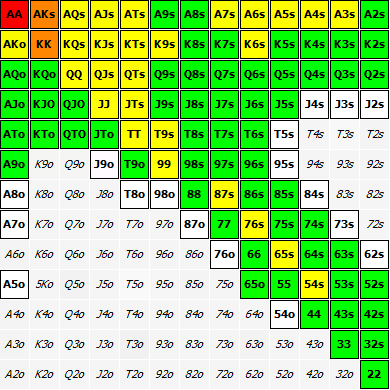 AA AKs AQs AJs ATs A9s A8s A7s A6s A5s A4s A3s A2s
AKo KK KQs KJs KTs K9s K8s K7s K6s K5s K4s K3s K2s
AQo KQo QQ QJs QTs Q9s Q8s Q7s Q6s Q5s Q4s Q3s Q2s
AJo KJO QJO JJ JTs J9s J8s J7s J6s J5s J4s J3s J2s
ATo KTo QTO JTo TT T9s T8s T7s T6s T5s T4s T3s T2s
A9o K9o Q9o J9o T9o 99 98s 97s 96s 95s 94s 93s 92s
A8o K8o Q8o J8o T8o 98o 88 87s 86s 85s 84s 83s 82s
A7o K7o Q7o J7o T7o 97o 87o 77 76s 75s 74s 73s 72s
A6o K6o Q6o J6o T6o 96o 86o 76o 66 65s 64s 63s 62s
A5o 5Ko Q5o J5o T5o 95o 85o 75o 65o 55 54s 53s 52s
A4o K4o Q4o J4o T4o 94o 84o 74o 64o 54o 44 43s 42s
A3o K3o Q3o J3o T3o 93o 83o 73o 63o 53o 43o 33 32s
A2o K2o Q2o J2o T2o 92o 82o 72o 62o 52o 42o 32o 22